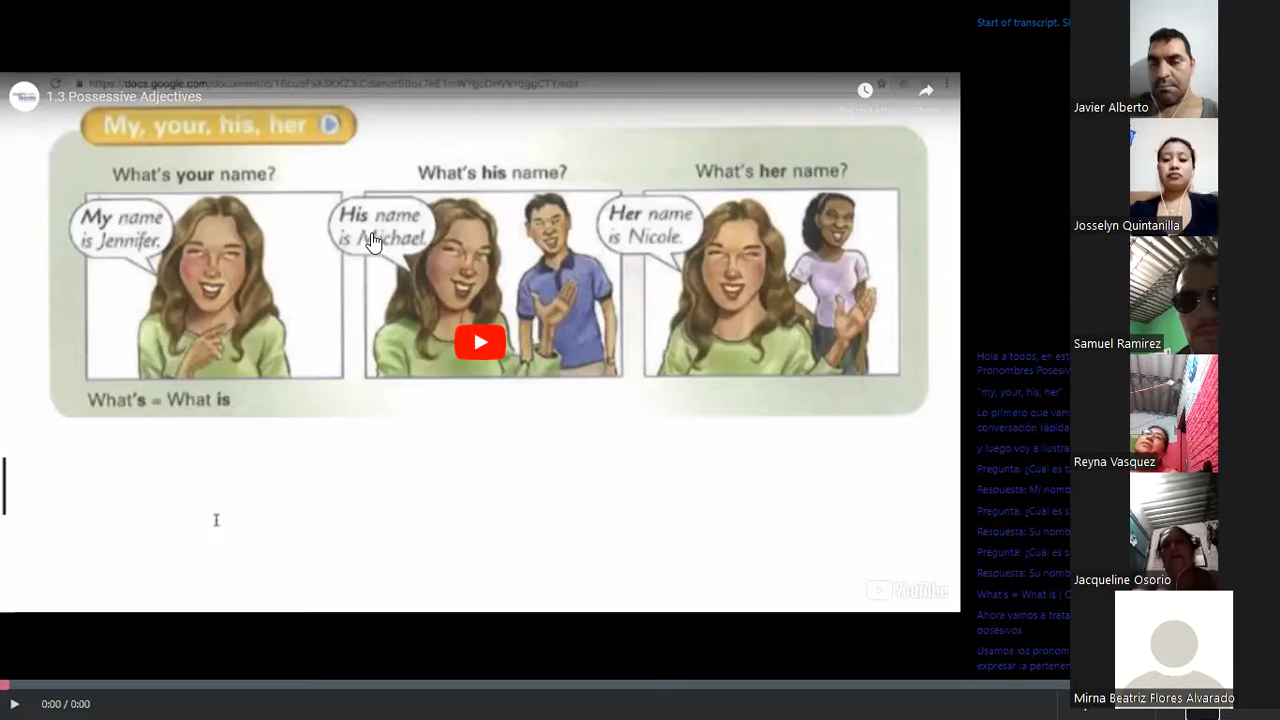 Start of transcript. Sk
1.3 Possessive Adjectives
My, your, his, her
What's your name?
What's his name?
What's her name?
My name
is Jennifer.
His name
is Michael.
Her name
is Nicole.
What's = What is
YouTube
0:00 / 0:00
Hola a todos, en est
Pronombres Posesiv
"my, your, his, her"
Lo primero que vam
conversación rápida
y luego voy a ilustra
Pregunta: ¿Cuál es t
Respuesta: Mi nomb
Pregunta: ¿Cuál es s
Respuesta: Su nomb
Pregunta: ¿Cuál es s
Respuesta: Su nomb
What's = What is ( C
Ahora vamos a trata
posesivos
Usamos los pronom
expresar la pertenen
Javier Alberto
Josselyn Quintanilla
Samuel Ramirez
Reyna Vasquez
Jacqueline Osorio
Mirna Beatriz Flores Alvarado